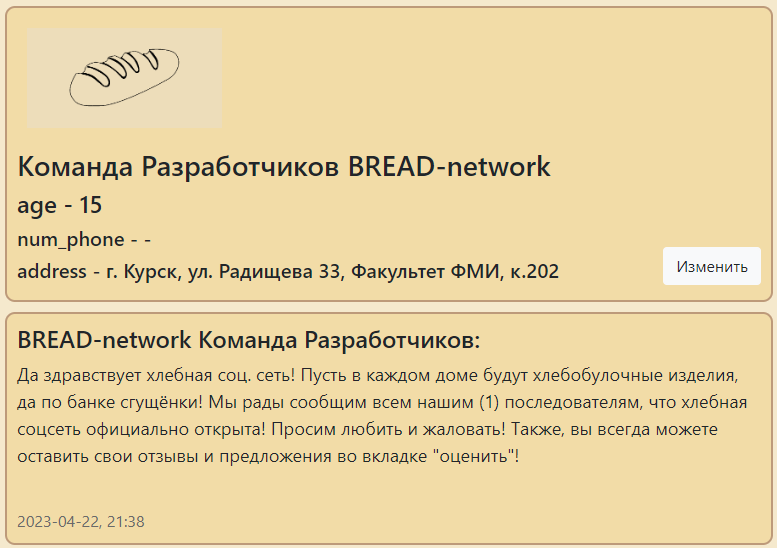 Команда Разработчиков BREAD-network
age - 15
num_phone - -
address - г. Курск, ул. Радищева 33, Факультет ФМИ, к.202
Изменить
BREAD-network Команда Разработчиков:
Да здравствует хлебная соц. сеть! Пусть в каждом доме будут хлебобулочные изделия,
да по банке сгущёнки! Мы рады сообщим всем нашим (1) последователям, что хлебная
соцсеть официально открыта! Просим любить и жаловать! Также, вы всегда можете
оставить свои отзывы и предложения во вкладке "оценить"!
2023-04-22, 21:38